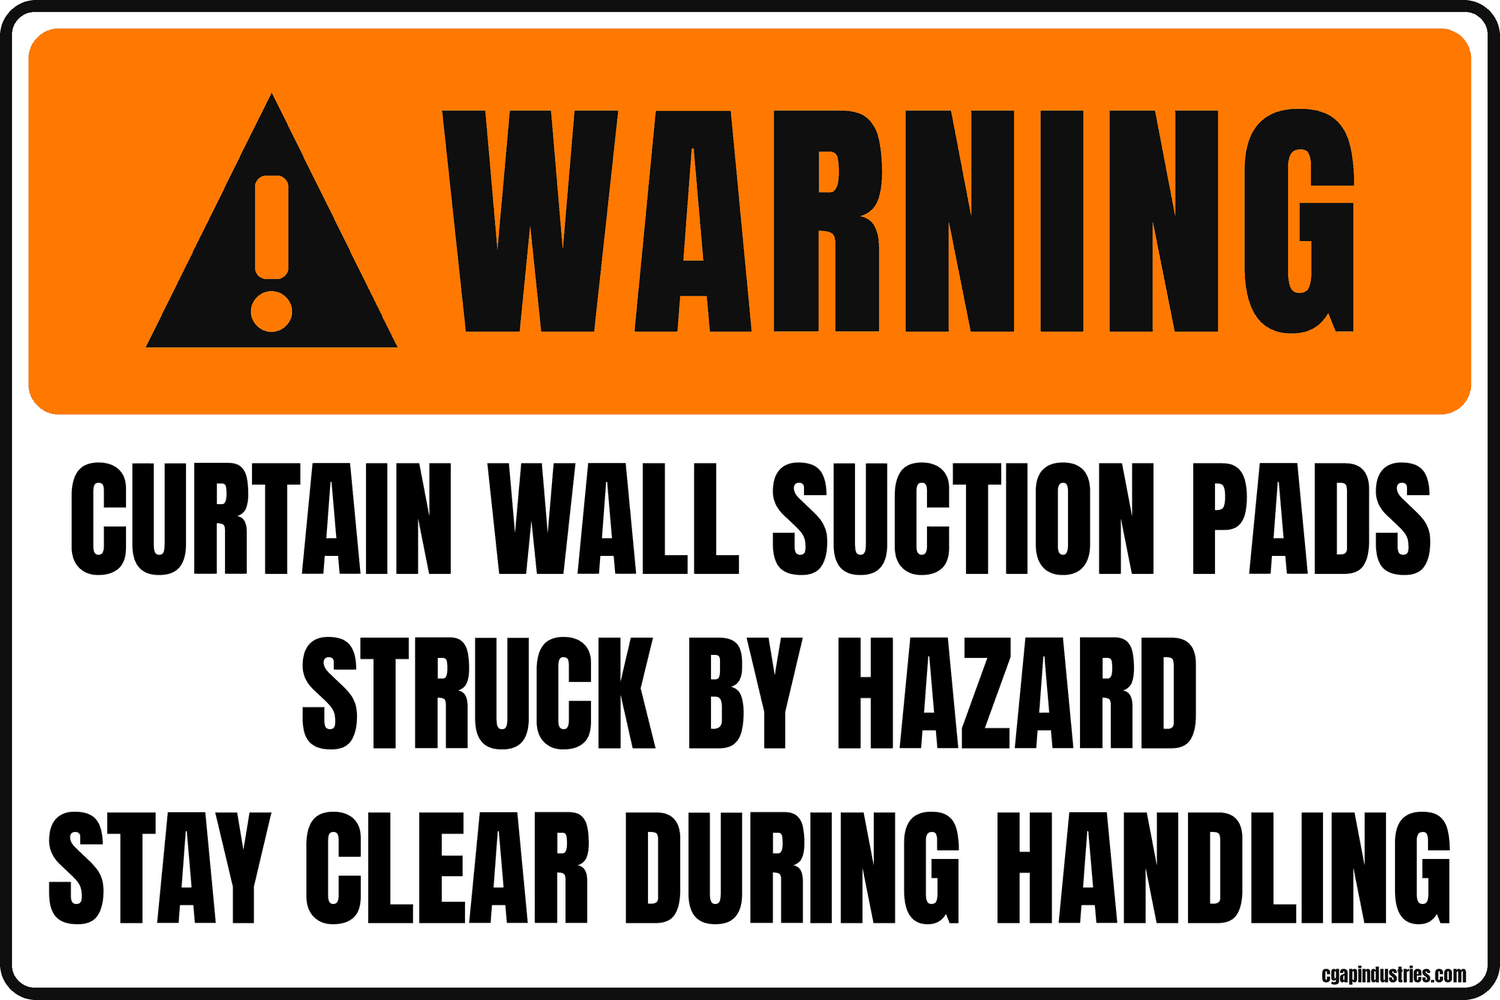 WARNING
CURTAIN WALL SUCTION PADS
STRUCK BY HAZARD
STAY CLEAR DURING HANDLING
cgapindustries.com